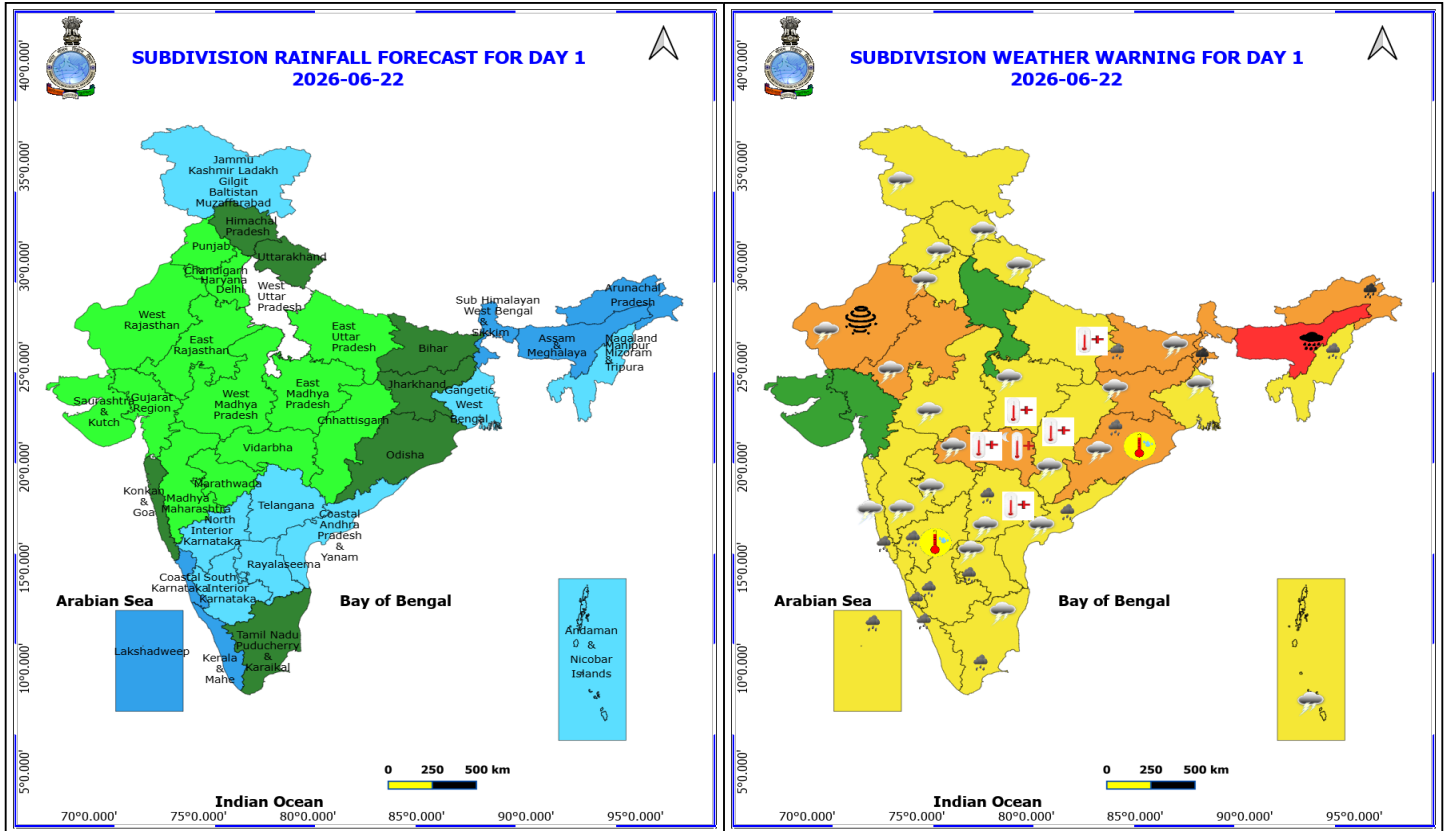 SUBDIVISION RAINFALL FORECAST FOR DAY 1
2026-06-22
40°0.000'
35°0.000'
30°0.000'
25°0.000'
20°0.000'
15°0.000'
10°0.000'
5°0.000'
Jammu
Kashmir Ladakh
Gilgit
Baltistan
Muzaffarabad
Himachal
Pradesh
Punjab
Uttarakhand
Chandigarh
Haryana
Delhi
West
Uttar
Pradesh
West
Rajasthan
East
Rajasthan
East
Uttar
Pradesh
Sub Himalayan
West Bengal
&
Sikkim
Arunachal
Pradesh
Assam
&
Meghalaya
Nagaland
Manipur
Mizoram
&
Tripura
Bihar
Jharkhand
Gangetic
West
Bengal
Saurashtra
&
Kutch
Gujarat
Region
West
Madhya
Pradesh
East
Madhya
Pradesh
Chhattisgarh
Vidarbha
Odisha
Konkan
&
Goa
Marathwada
Madhya
Maharashtra
Telangana
North
Interior
Karnataka
Coastal
Andhra
Pradesh
&
Yanam
Rayalaseema
Coastal
Karnataka
South
Interior
Karnataka
Arabian Sea
Bay of Bengal
Lakshadweep
Kerala
&
Mahe
Tamil Nadu
Puducherry
&
Karaikal
Andaman
&
Nicobar
Islands
0 250 500 km
Indian Ocean
70°0.000' 75°0.000' 80°0.000' 85°0.000' 90°0.000' 95°0.000'
SUBDIVISION WEATHER WARNING FOR DAY 1
2026-06-22
40°0.000'
35°0.000'
30°0.000'
25°0.000'
20°0.000'
15°0.000'
10°0.000'
5°0.000'
Arabian Sea
Bay of Bengal
0 250 500 km
Indian Ocean
70°0.000' 75°0.000' 80°0.000' 85°0.000' 90°0.000' 95°0.000'